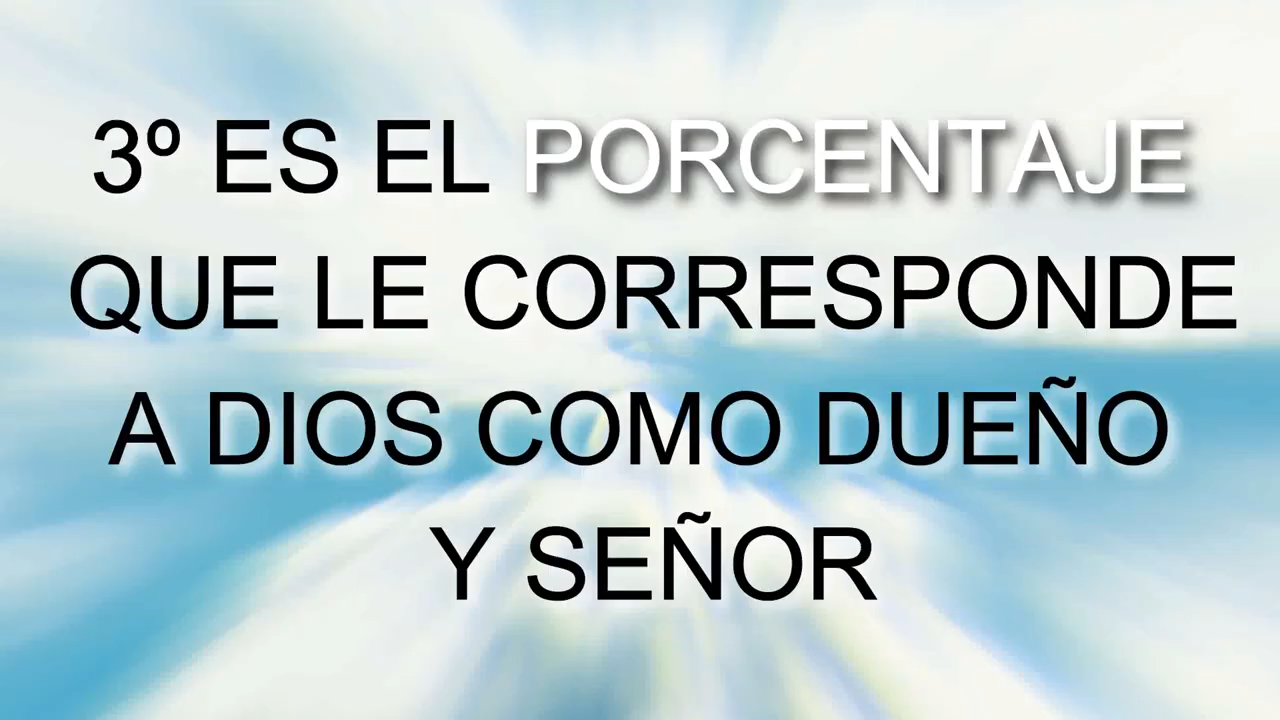 3º ES EL PORCENTAJE
QUE LE CORRESPONDE
A DIOS COMO DUEÑO
Y SEÑOR